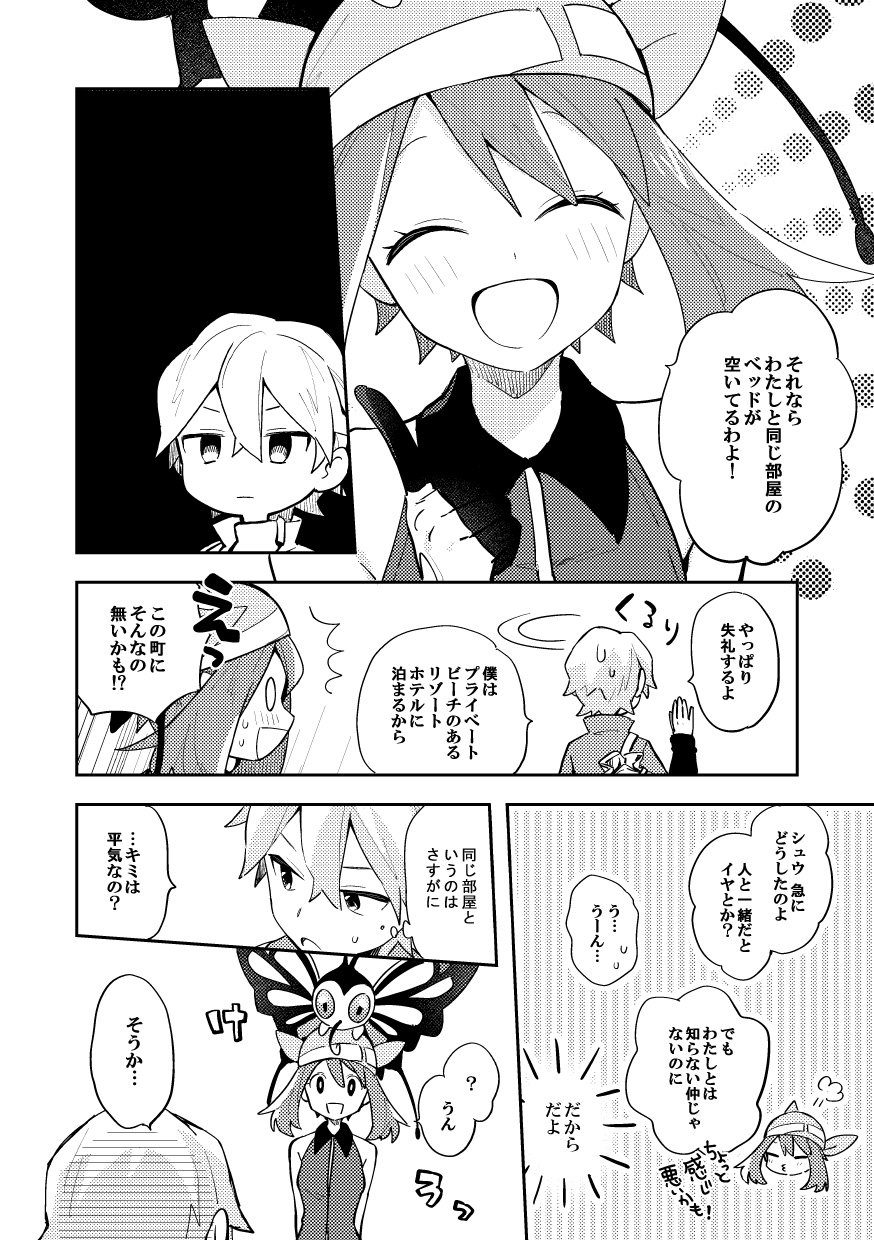 それなら
わたしと同じ部屋の
ベッドが
空いてるわよ！
やっぱり
失礼するよ
くるり
僕は
プライベート
ビーチのある
リゾート
ホテルに
泊まるから
えーっ
この町に
そんなの
無いかも!?
シュウ 急に
どうしたのよ
人と一緒だと
イヤとか？
う…
うーん…
でも
わたしとは
知らない仲じゃ
ないのに
ちょっと
感じ
悪いかも！
だから
だよ
同じ部屋と
いうのは
さすがに
…キミは
平気なの？
？
うん
けろっ
そうか…